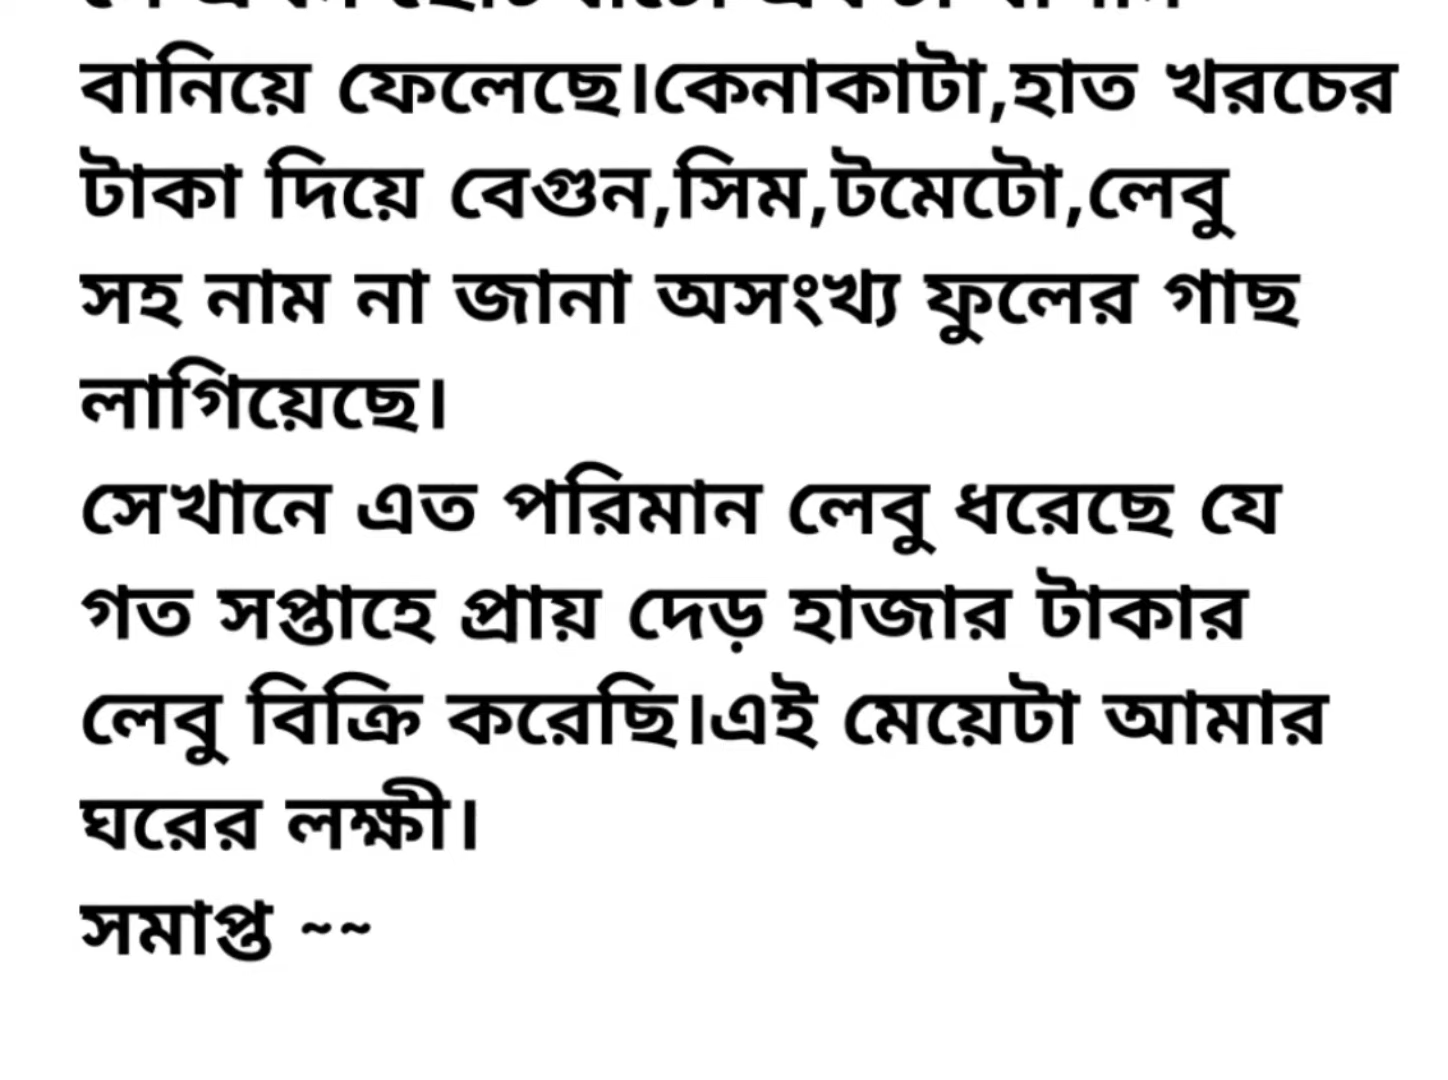 বানিয়ে ফেলেছে।কেনাকাটা,হাত খরচের
টাকা দিয়ে বেগুন,সিম,টমেটো,লেবু
সহ নাম না জানা অসংখ্য ফুলের গাছ
লাগিয়েছে।
সেখানে এত পরিমান লেবু ধরেছে যে
গত সপ্তাহে প্রায় দেড় হাজার টাকার
লেবু বিক্রি করেছি।এই মেয়েটা আমার
ঘরের লক্ষী।
সমাপ্ত ~~